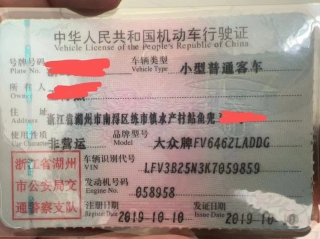 中华人民共和国机动车行驶证
Vehicle License of the People's Republic of China
号牌号码
Plate No.
车辆类型
Vehicle Type
小型普通客车
所有人
Owner
住址
Address
浙江省湖州市南浔区练市镇水产村
使用性质
Use Character
非营运
品牌型号
Model
大众牌FV6462LADDG
浙江省湖州
市公安局交
通警察支队
车辆识别代号
VIN
LFV3B25N3K7059859
发动机号码
Engine No.
058958
注册日期
Register Date
2019-10-10
发证日期
Issue Date
2019-10-10